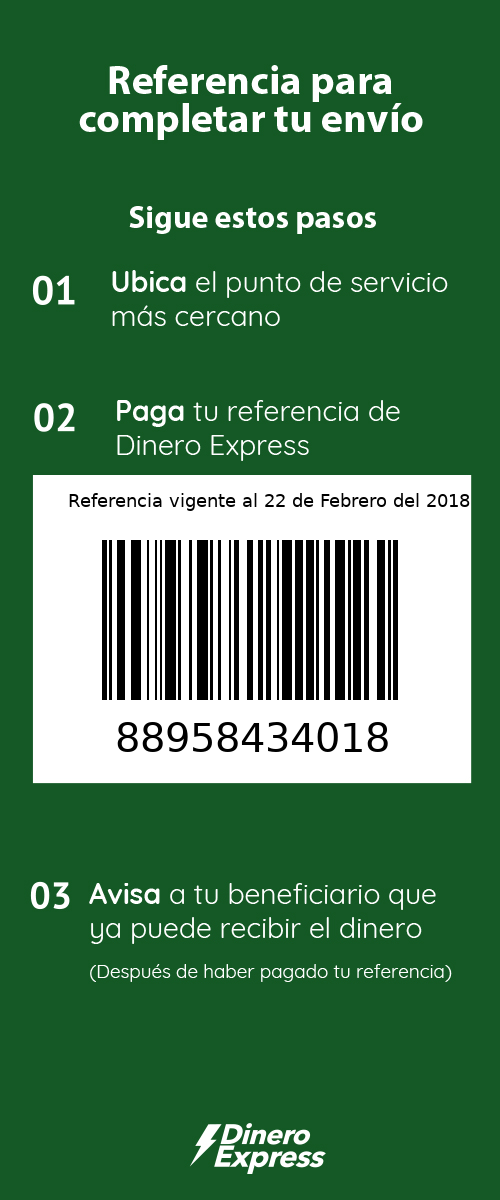 Referencia para
completar tu envío
Sigue estos pasos
01 Ubica el punto de servicio
más cercano
02 Paga tu referencia de
Dinero Express
Referencia vigente al 22 de Febrero del 2018
88958434018
03 Avisa a tu beneficiario que
ya puede recibir el dinero
(Después de haber pagado tu referencia)
Dinero
Express